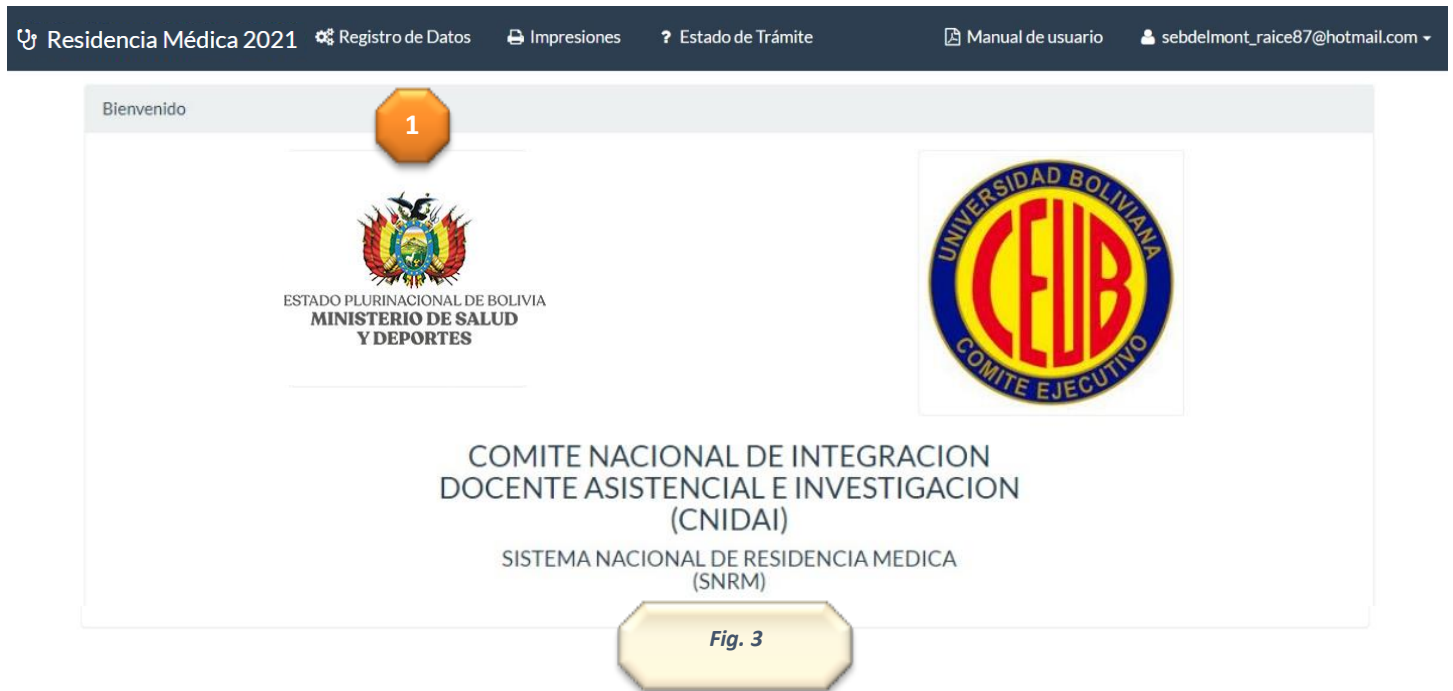 Residencia Médica 2021 Registro de Datos Impresiones ? Estado de Trámite Manual de usuario sebdelmont_raice87@hotmail.com
Bienvenido
1
ESTADO PLURINACIONAL DE BOLIVIA
MINISTERIO DE SALUD
Y DEPORTES
UNIVERSIDAD BOLIVIANA
CEUB
COMITE EJECUTIVO
COMITE NACIONAL DE INTEGRACION
DOCENTE ASISTENCIAL E INVESTIGACION
(CNIDAI)
SISTEMA NACIONAL DE RESIDENCIA MEDICA
(SNRM)
Fig. 3